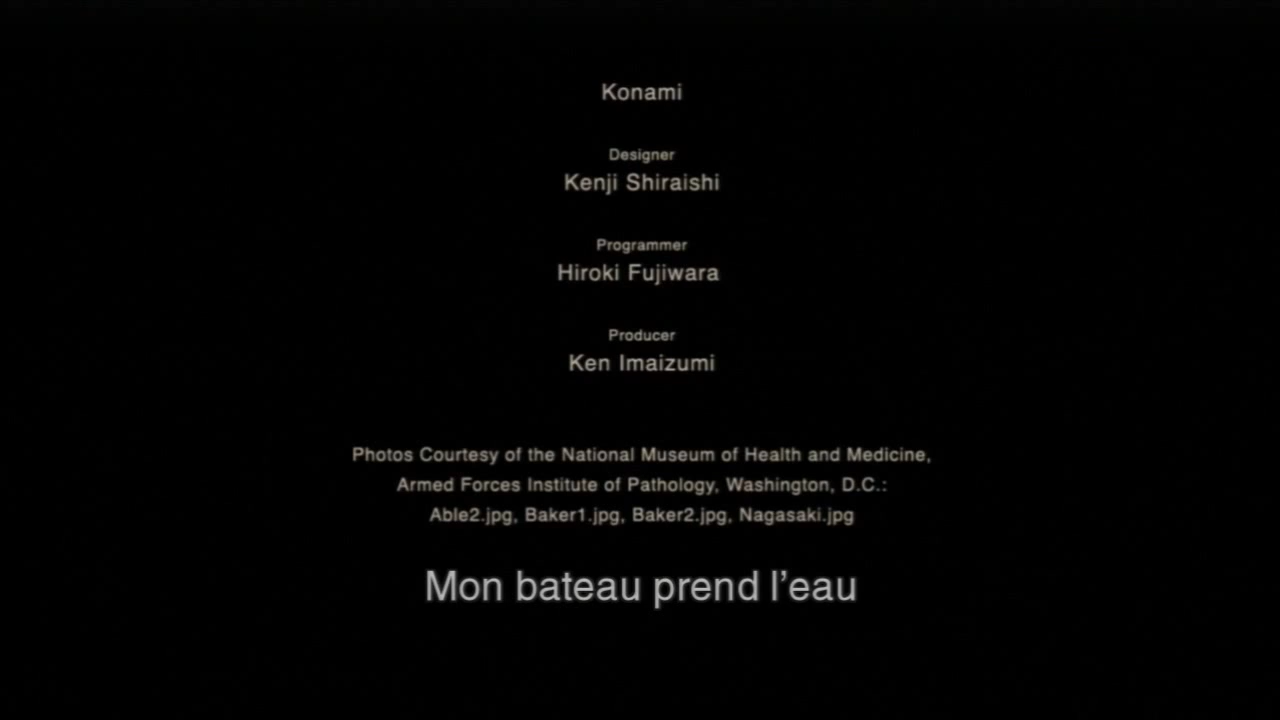 Konami
Designer
Kenji Shiraishi
Programmer
Hiroki Fujiwara
Producer
Ken Imaizumi
Photos Courtesy of the National Museum of Health and Medicine,
Armed Forces Institute of Pathology, Washington, D.C.:
Able2.jpg, Baker1.jpg, Baker2.jpg, Nagasaki.jpg
Mon bateau prend l’eau